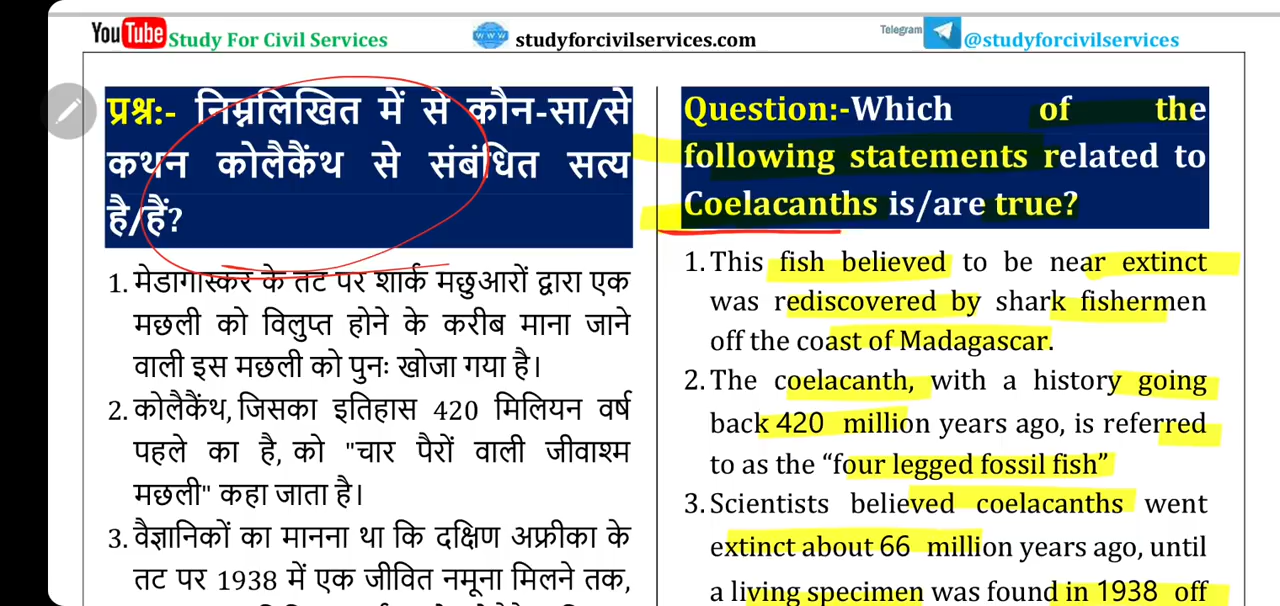 YouTube Study For Civil Services
www studyforcivilservices.com
Telegram @studyforcivilservices
प्रश्न:- निम्नलिखित में से कौन-सा/से
कथन कोलैकैंथ से संबंधित सत्य
है/हैं?
1. मेडागास्कर के तट पर शार्क मछुआरों द्वारा एक
मछली को विलुप्त होने के करीब माना जाने
वाली इस मछली को पुनः खोजा गया है।
2. कोलैकैंथ, जिसका इतिहास 420 मिलियन वर्ष
पहले का है, को "चार पैरों वाली जीवाश्म
मछली" कहा जाता है।
3. वैज्ञानिकों का मानना था कि दक्षिण अफ्रीका के
तट पर 1938 में एक जीवित नमूना मिलने तक,
Question:-Which of the
following statements related to
Coelacanths is/are true?
1. This fish believed to be near extinct
was rediscovered by shark fishermen
off the coast of Madagascar.
2. The coelacanth, with a history going
back 420 million years ago, is referred
to as the “four legged fossil fish”
3. Scientists believed coelacanths went
extinct about 66 million years ago, until
a living specimen was found in 1938 off